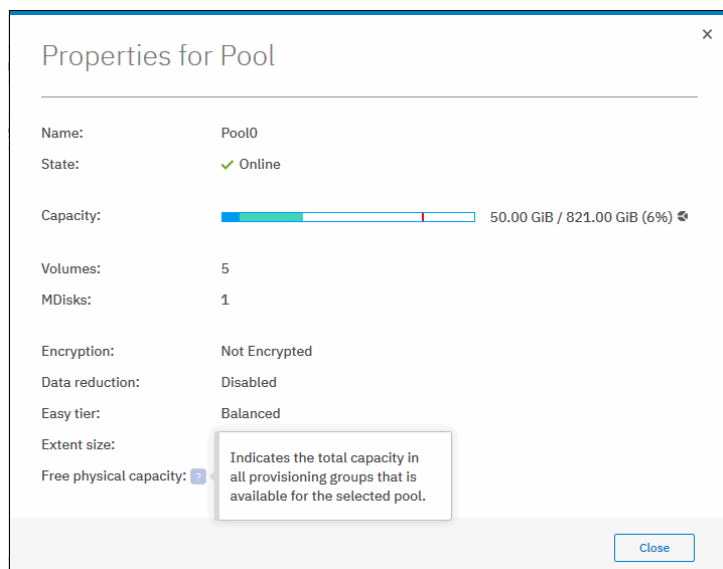 Properties for Pool
Name: Pool0
State: Online
Capacity: 50.00 GiB / 821.00 GiB (6%)
Volumes: 5
MDisks: 1
Encryption: Not Encrypted
Data reduction: Disabled
Easy tier: Balanced
Extent size:
Free physical capacity: ?
Indicates the total capacity in
all provisioning groups that is
available for the selected pool.
Close